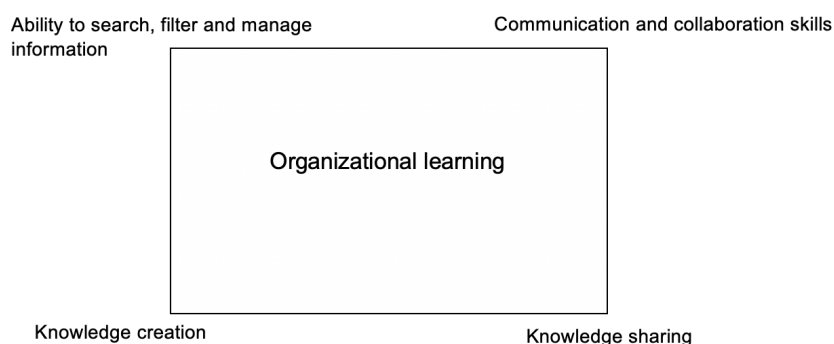 Ability to search, filter and manage
information
Communication and collaboration skills
Organizational learning
Knowledge creation
Knowledge sharing